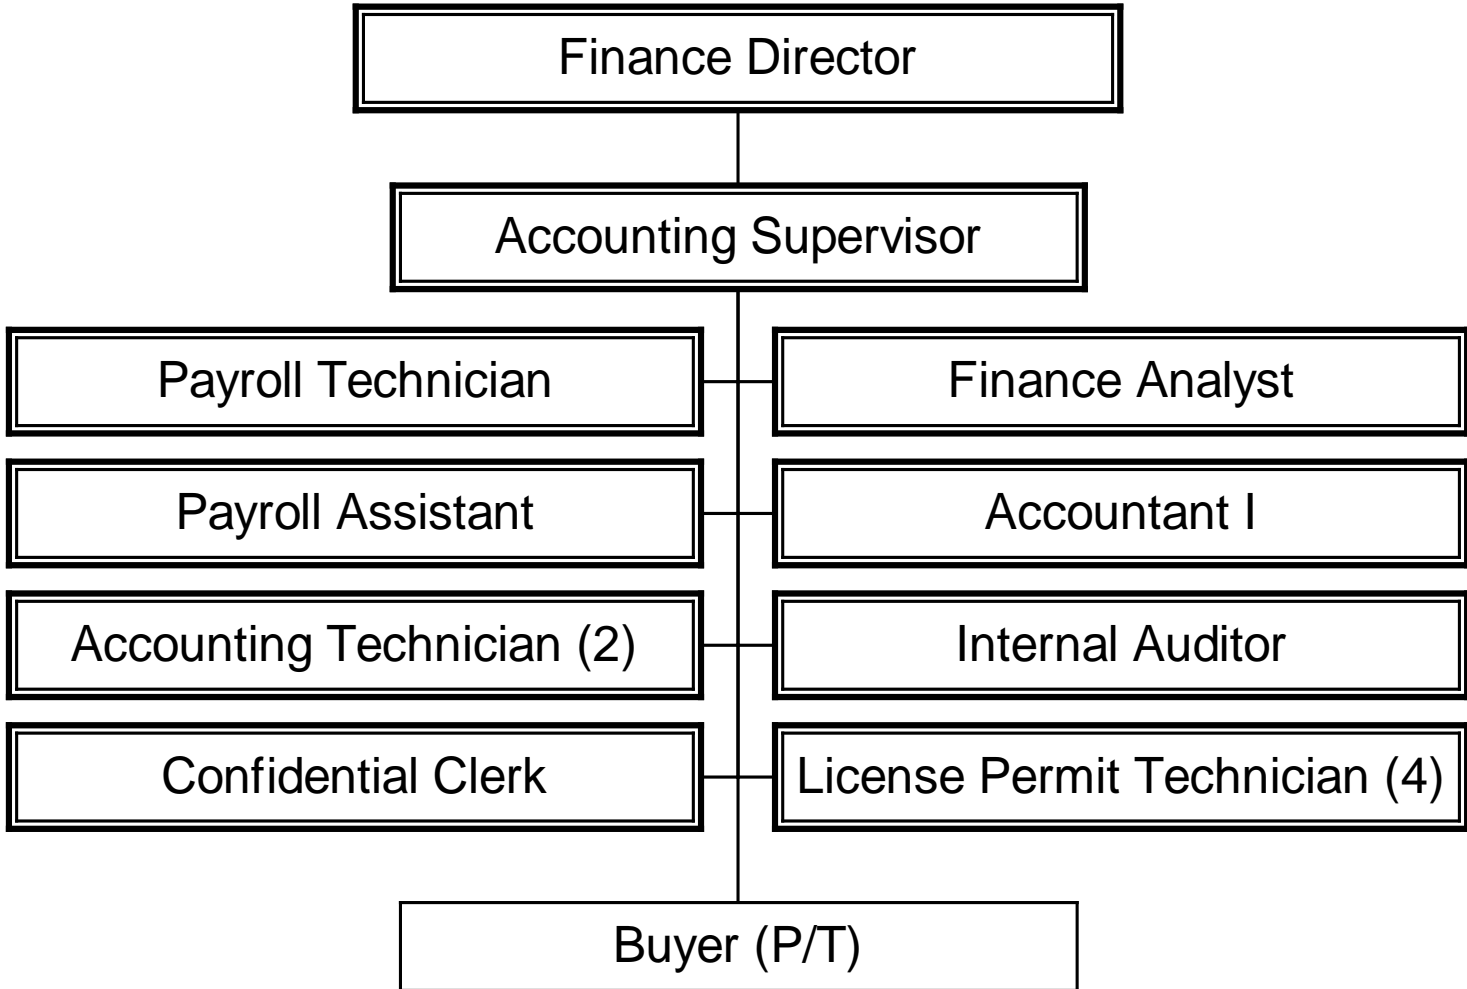 Finance Director
Accounting Supervisor
Payroll Technician
Finance Analyst
Payroll Assistant
Accountant I
Accounting Technician (2)
Internal Auditor
Confidential Clerk
License Permit Technician (4)
Buyer (P/T)